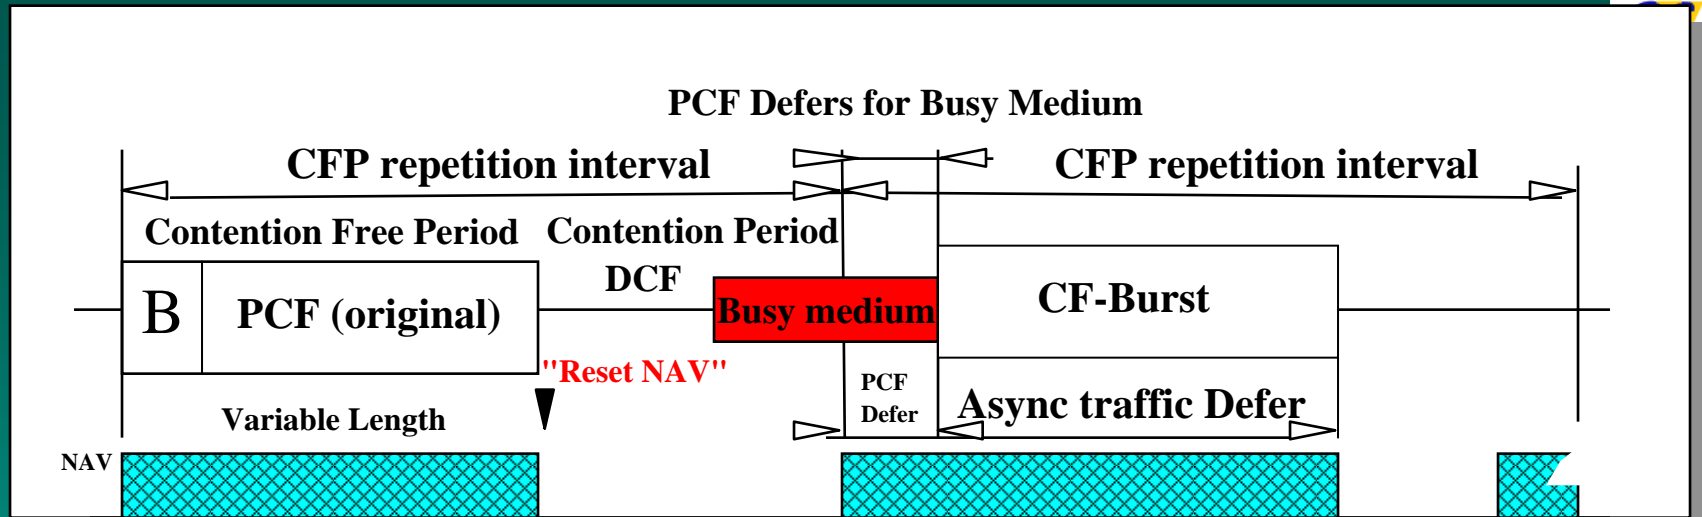 PCF Defers for Busy Medium
CFP repetition interval
CFP repetition interval
Contention Free Period
Contention Period
DCF
B
PCF (original)
Busy medium
CF-Burst
"Reset NAV"
PCF
Defer
Async traffic Defer
Variable Length
NAV